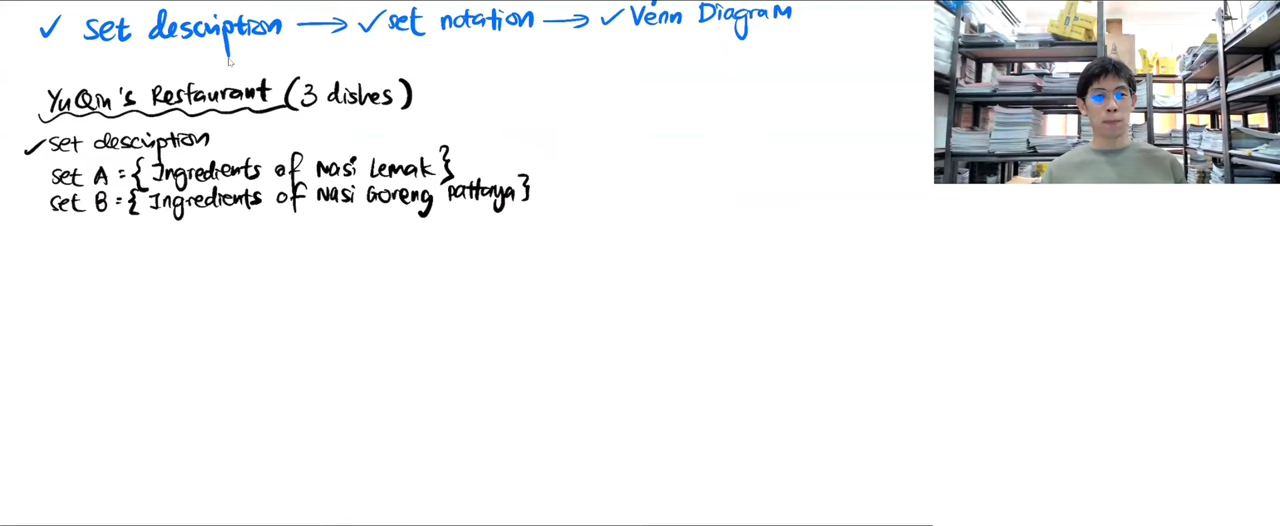 ✓ set description → ✓ set notation → ✓ Venn Diagram
YuQin's Restaurant (3 dishes)
✓ set description
set A = { Ingredients of Nasi Lemak }
set B = { Ingredients of Nasi Goreng Pattaya }